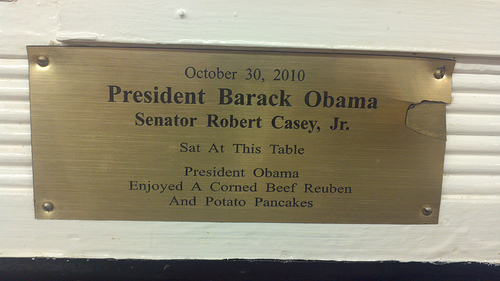 October 30, 2010
President Barack Obama
Senator Robert Casey, Jr.
Sat At This Table
President Obama
Enjoyed A Corned Beef Reuben
And Potato Pancakes